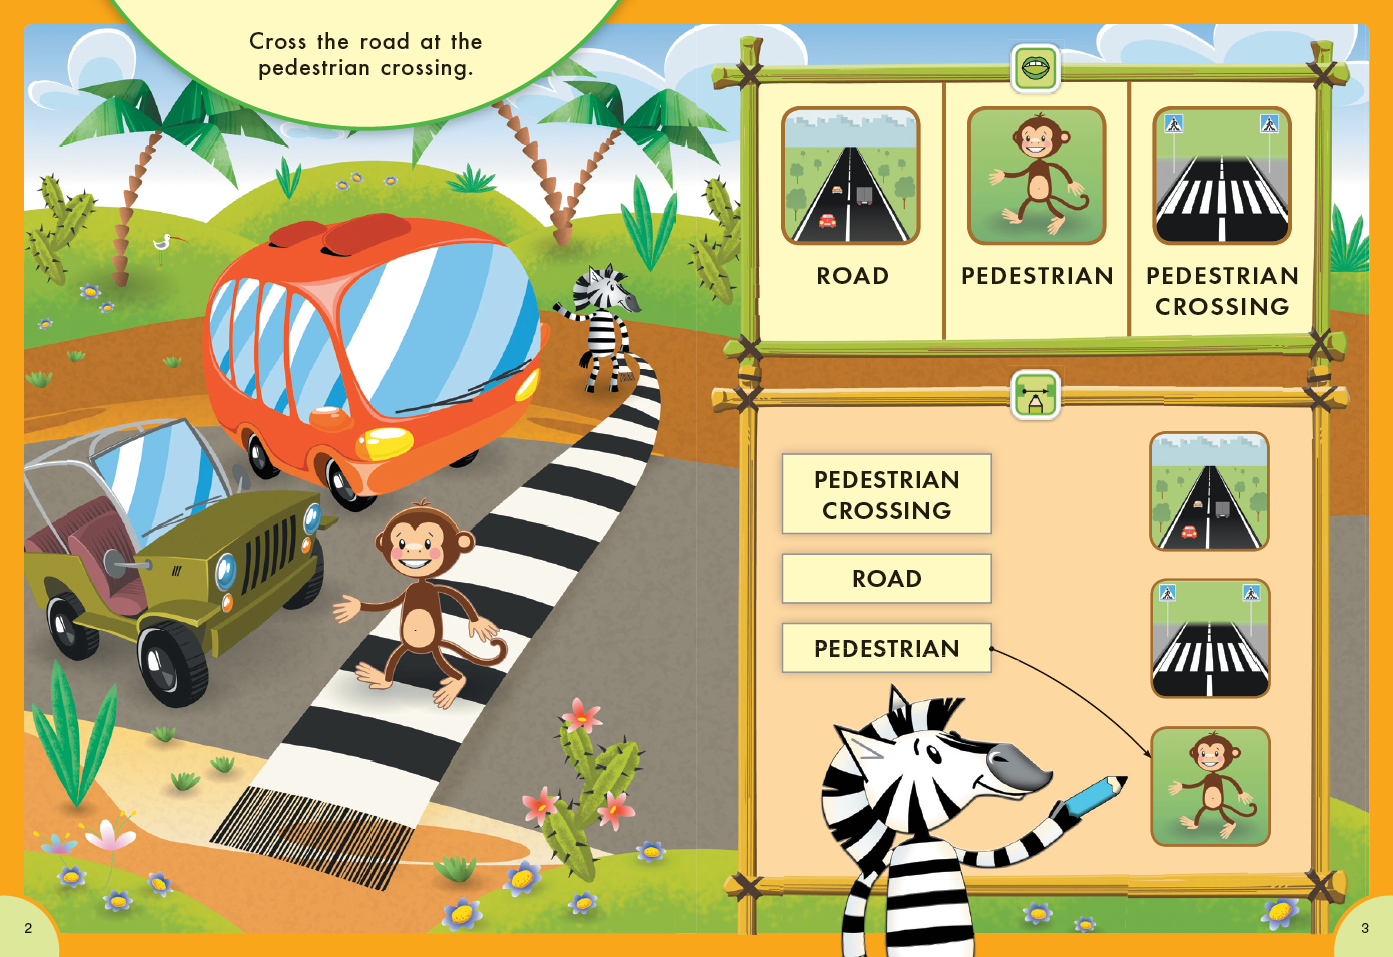 Cross the road at the
pedestrian crossing.
ROAD
PEDESTRIAN
PEDESTRIAN
CROSSING
PEDESTRIAN
CROSSING
ROAD
PEDESTRIAN
2
3